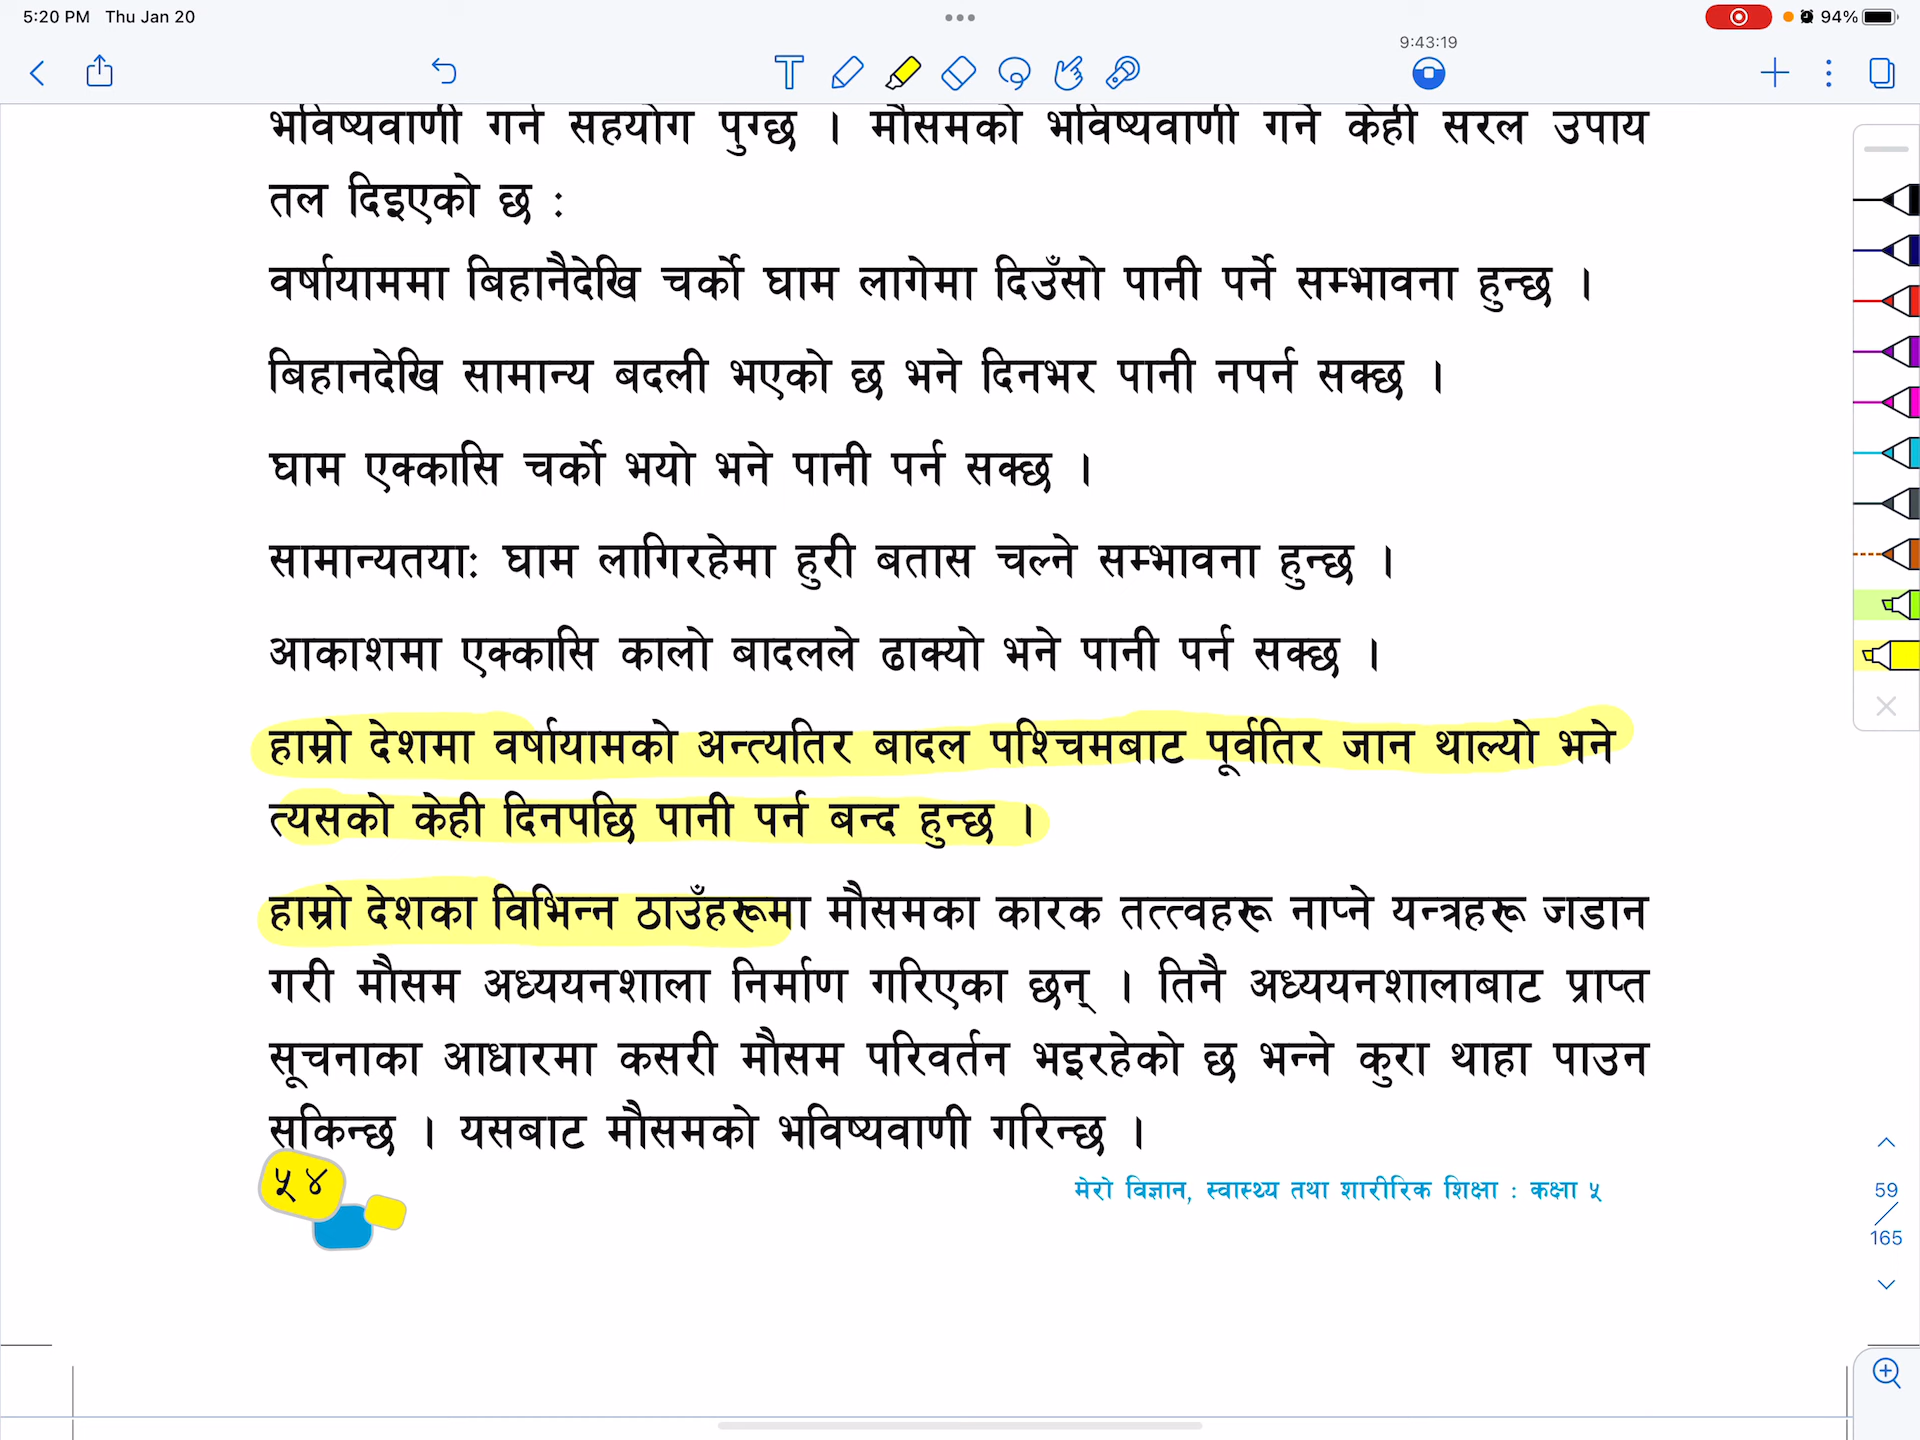 5:20 PM Thu Jan 20
94%
9:43:19
भविष्यवाणी गर्न सहयोग पुग्छ । मौसमको भविष्यवाणी गर्ने केही सरल उपाय
तल दिइएको छ :
वर्षायाममा बिहानैदेखि चर्को घाम लागेमा दिउँसो पानी पर्ने सम्भावना हुन्छ ।
बिहानदेखि सामान्य बदली भएको छ भने दिनभर पानी नपर्न सक्छ ।
घाम एक्कासि चर्को भयो भने पानी पर्न सक्छ ।
सामान्यतयाः घाम लागिरहेमा हुरी बतास चल्ने सम्भावना हुन्छ ।
आकाशमा एक्कासि कालो बादलले ढाक्यो भने पानी पर्न सक्छ ।
हाम्रो देशमा वर्षायामको अन्त्यतिर बादल पश्चिमबाट पूर्वतिर जान थाल्यो भने
त्यसको केही दिनपछि पानी पर्न बन्द हुन्छ ।
हाम्रो देशका विभिन्न ठाउँहरूमा मौसमका कारक तत्त्वहरू नाप्ने यन्त्रहरू जडान
गरी मौसम अध्ययनशाला निर्माण गरिएका छन् । तिनै अध्ययनशालाबाट प्राप्त
सूचनाका आधारमा कसरी मौसम परिवर्तन भइरहेको छ भन्ने कुरा थाहा पाउन
सकिन्छ । यसबाट मौसमको भविष्यवाणी गरिन्छ ।
५४
मेरो विज्ञान, स्वास्थ्य तथा शारीरिक शिक्षा : कक्षा ५
59
165